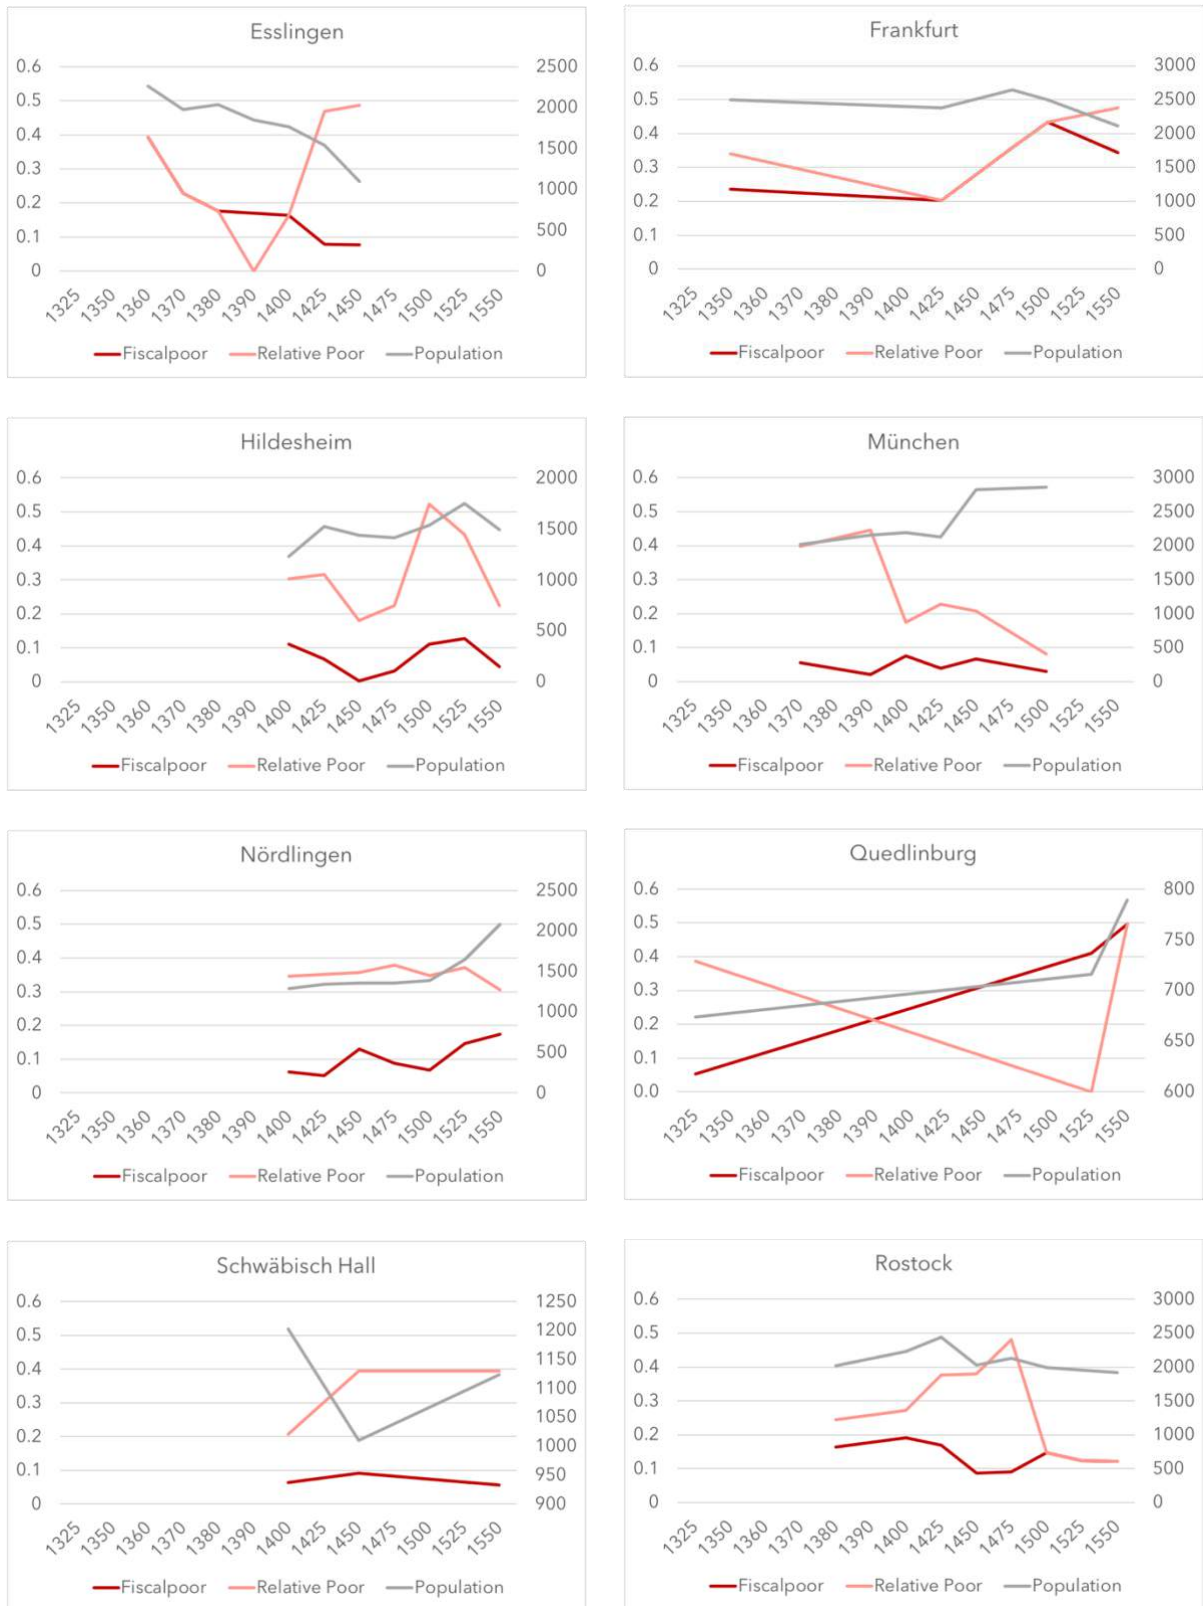 Esslingen
0.6 2500
0.5 2000
0.4 1500
0.3
0.2 1000
0.1 500
0 0
1325 1350 1360 1370 1380 1390 1400 1425 1450 1475 1500 1525 1550
Fiscalpoor Relative Poor Population
Frankfurt
0.6 3000
0.5 2500
0.4 2000
0.3 1500
0.2 1000
0.1 500
0 0
1325 1350 1360 1370 1380 1390 1400 1425 1450 1475 1500 1525 1550
Fiscalpoor Relative Poor Population
Hildesheim
0.6 2000
0.5 1500
0.4
0.3 1000
0.2
0.1 500
0 0
1325 1350 1360 1370 1380 1390 1400 1425 1450 1475 1500 1525 1550
Fiscalpoor Relative Poor Population
München
0.6 3000
0.5 2500
0.4 2000
0.3 1500
0.2 1000
0.1 500
0 0
1325 1350 1360 1370 1380 1390 1400 1425 1450 1475 1500 1525 1550
Fiscalpoor Relative Poor Population
Nördlingen
0.6 2500
0.5 2000
0.4 1500
0.3
0.2 1000
0.1 500
0 0
1325 1350 1360 1370 1380 1390 1400 1425 1450 1475 1500 1525 1550
Fiscalpoor Relative Poor Population
Quedlinburg
0.6 800
0.5 750
0.4
0.3 700
0.2 650
0.1
0.0 600
1325 1350 1360 1370 1380 1390 1400 1425 1450 1475 1500 1525 1550
Fiscalpoor Relative Poor Population
Schwäbisch Hall
0.6 1250
0.5 1200
0.4 1150
1100
0.3 1050
0.2 1000
0.1 950
0 900
1325 1350 1360 1370 1380 1390 1400 1425 1450 1475 1500 1525 1550
Fiscalpoor Relative Poor Population
Rostock
0.6 3000
0.5 2500
0.4 2000
0.3 1500
0.2 1000
0.1 500
0 0
1325 1350 1360 1370 1380 1390 1400 1425 1450 1475 1500 1525 1550
Fiscalpoor Relative Poor Population